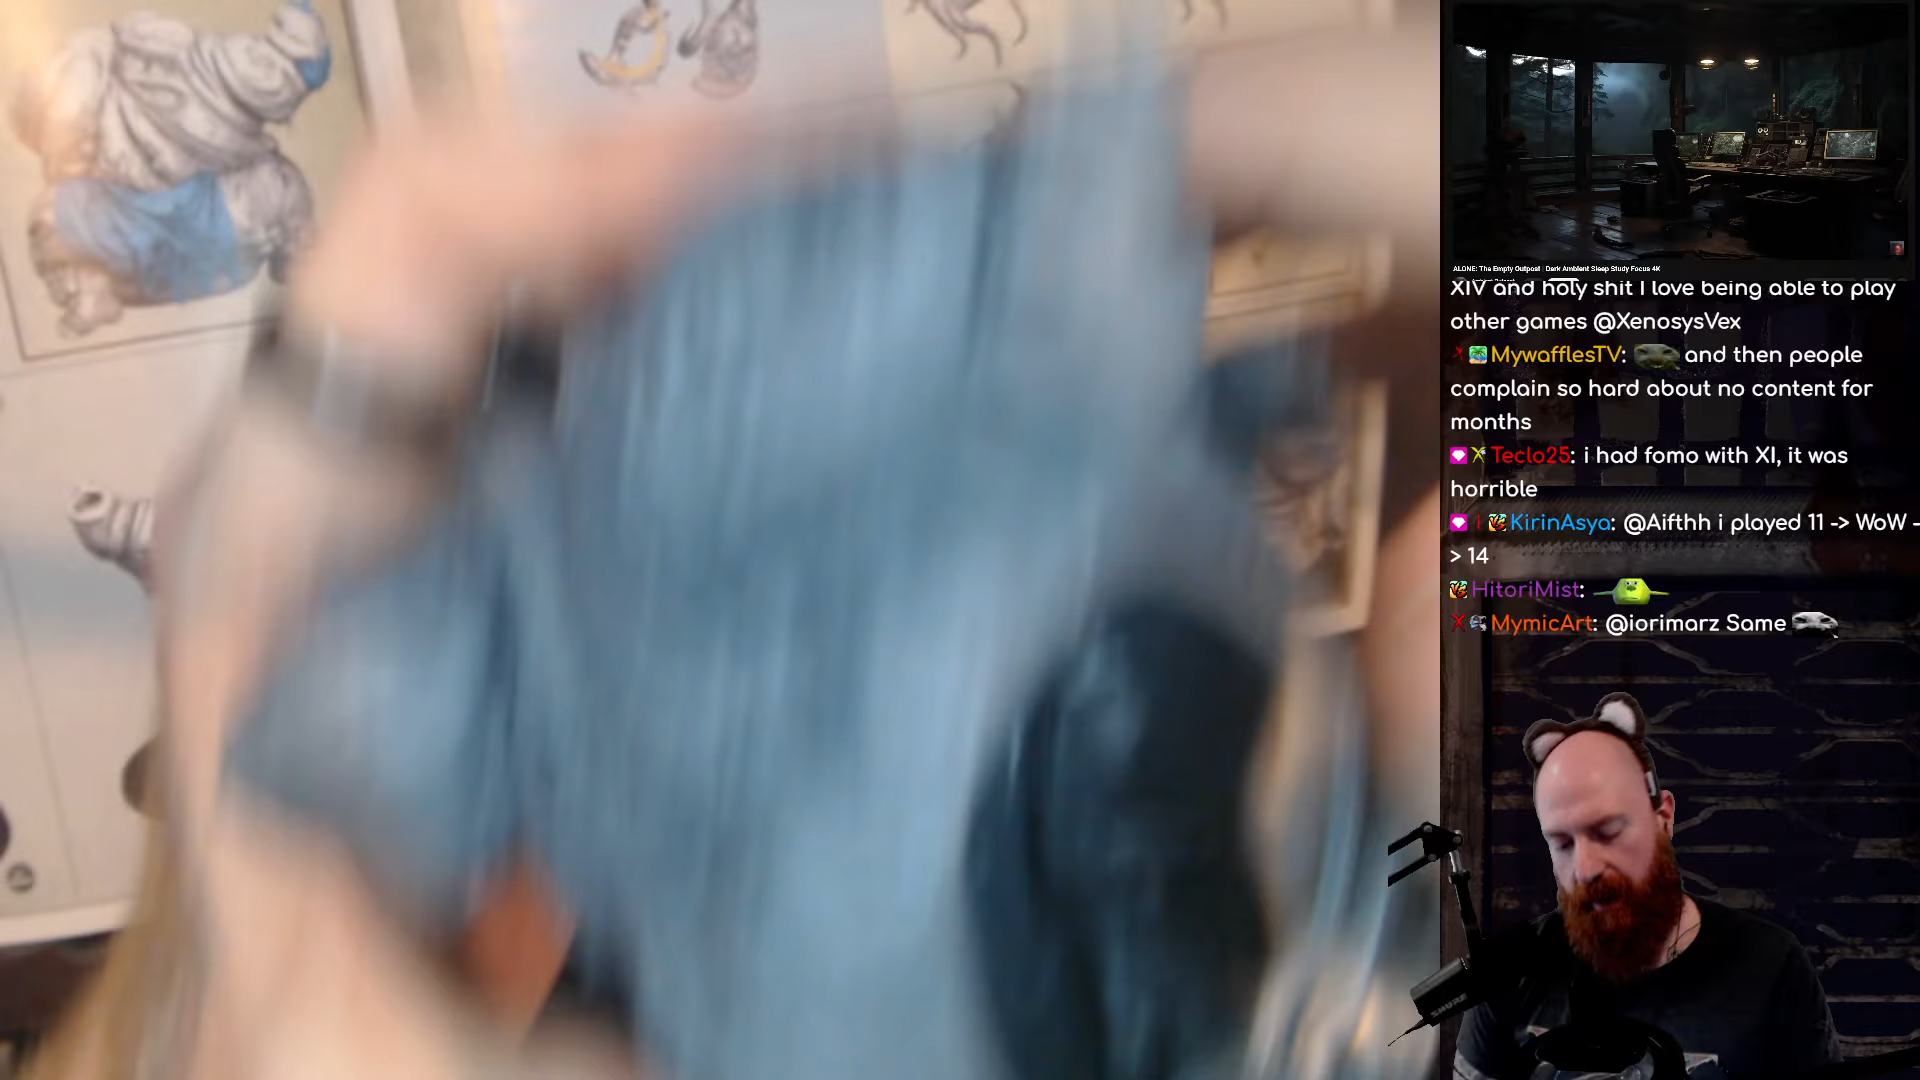 ALONE: The Empty Outpost | Dark Ambient Sleep Study Focus 4K
XIV and holy shit I love being able to play
other games @XenosysVex
MywafflesTV: and then people
complain so hard about no content for
months
Teclo25: i had fomo with XI, it was
horrible
KirinAsya: @Aifthh i played 11 -> WoW -
> 14
HitoriMist:
MymicArt: @iorimarz Same
SHURE